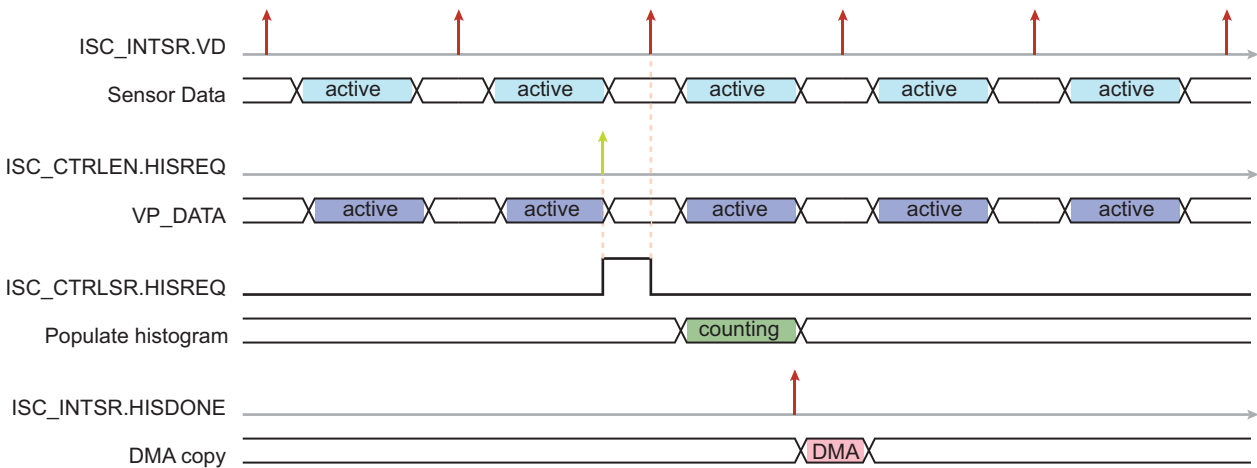 ISC_INTSR.VD
Sensor Data
active active active active active
ISC_CTRLEN.HISREQ
VP_DATA
active active active active active
ISC_CTRLSR.HISREQ
Populate histogram
counting
ISC_INTSR.HISDONE
DMA copy
DMA